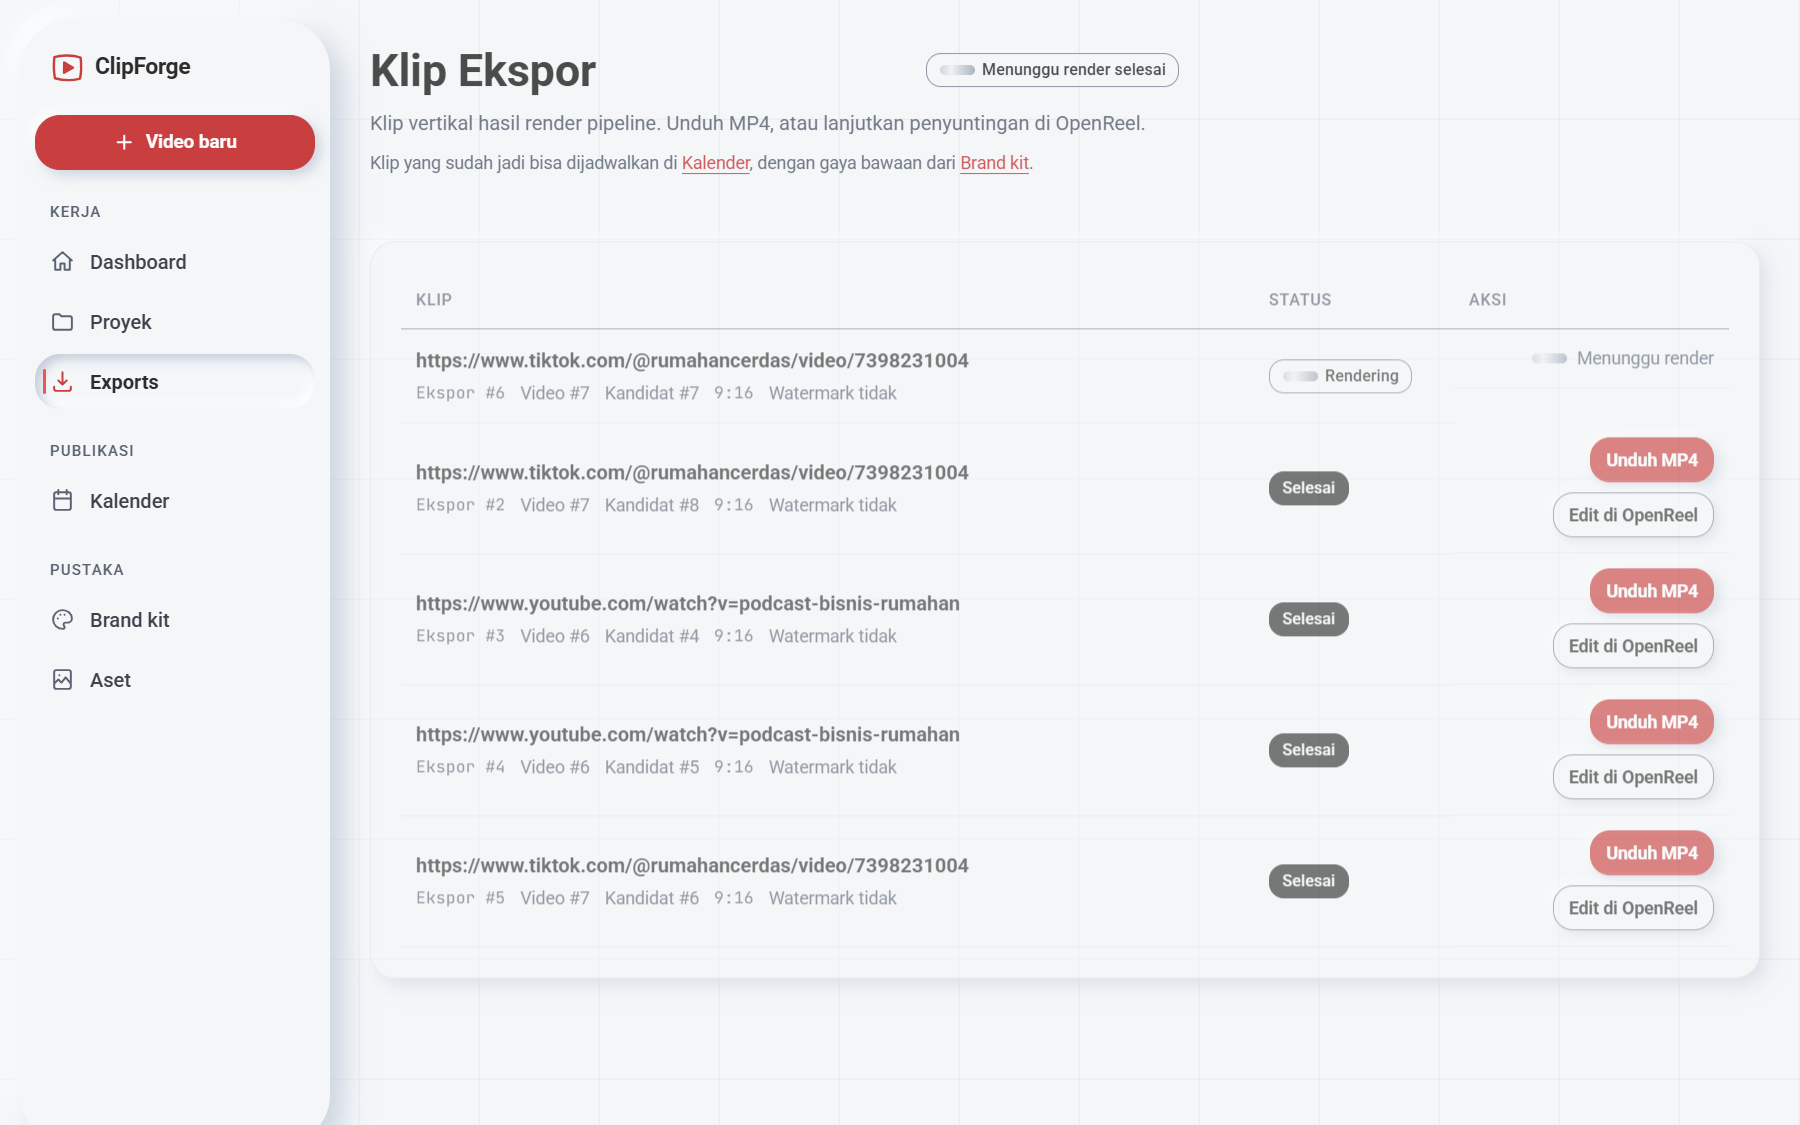 ClipForge
Video baru
KERJA
Dashboard
Proyek
Exports
PUBLIKASI
Kalender
PUSTAKA
Brand kit
Aset
Klip Ekspor
Menunggu render selesai
Klip vertikal hasil render pipeline. Unduh MP4, atau lanjutkan penyuntingan di OpenReel.
Klip yang sudah jadi bisa dijadwalkan di Kalender, dengan gaya bawaan dari Brand kit.
KLIP STATUS AKSI
https://www.tiktok.com/@rumahancerdas/video/7398231004
Ekspor #6 Video #7 Kandidat #7 9:16 Watermark tidak
Rendering
Menunggu render
https://www.tiktok.com/@rumahancerdas/video/7398231004
Ekspor #2 Video #7 Kandidat #8 9:16 Watermark tidak
Selesai
Unduh MP4
Edit di OpenReel
https://www.youtube.com/watch?v=podcast-bisnis-rumahan
Ekspor #3 Video #6 Kandidat #4 9:16 Watermark tidak
Selesai
Unduh MP4
Edit di OpenReel
https://www.youtube.com/watch?v=podcast-bisnis-rumahan
Ekspor #4 Video #6 Kandidat #5 9:16 Watermark tidak
Selesai
Unduh MP4
Edit di OpenReel
https://www.tiktok.com/@rumahancerdas/video/7398231004
Ekspor #5 Video #7 Kandidat #6 9:16 Watermark tidak
Selesai
Unduh MP4
Edit di OpenReel